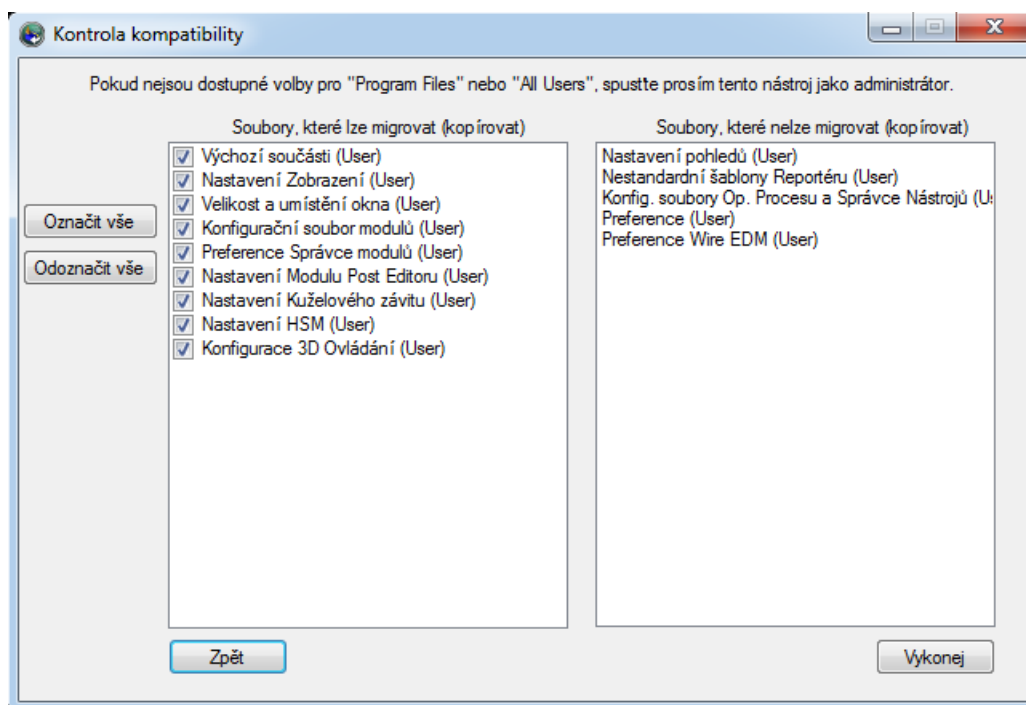 Kontrola kompatibility
Pokud nejsou dostupné volby pro "Program Files" nebo "All Users", spusťte prosím tento nástroj jako administrátor.
Soubory, které lze migrovat (kopírovat)
Výchozí součásti (User)
Nastavení Zobrazení (User)
Velikost a umístění okna (User)
Konfigurační soubor modulů (User)
Preference Správce modulů (User)
Nastavení Modulu Post Editoru (User)
Nastavení Kuželového závitu (User)
Nastavení HSM (User)
Konfigurace 3D Ovládání (User)
Soubory, které nelze migrovat (kopírovat)
Nastavení pohledů (User)
Nestandardní šablony Reportéru (User)
Konfig. soubory Op. Procesu a Správce Nástrojů (
Preference (User)
Preference Wire EDM (User)
Označit vše
Odoznačit vše
Zpět
Vykonej